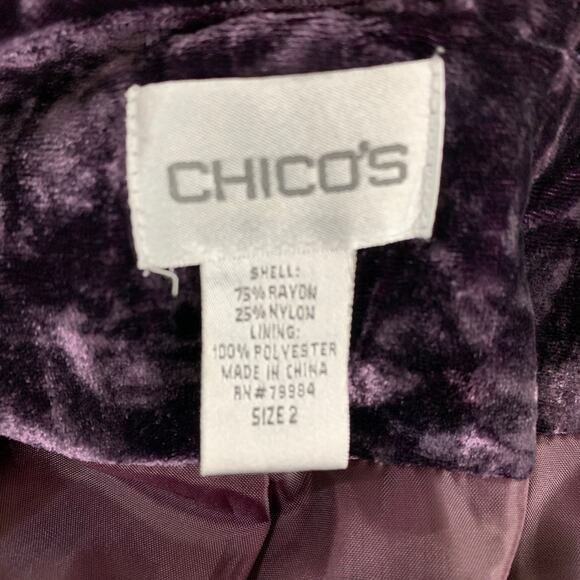 CHICO'S
SHELL:
75% RAYON
25% NYLON
LINING:
100% POLYESTER
MADE IN CHINA
RN#79984
SIZE 2